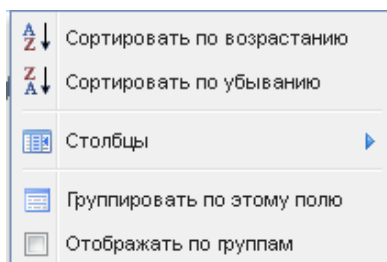 A
Z
Сортировать по возрастанию
Z
A
Сортировать по убыванию
Столбцы
Группировать по этому полю
Отображать по группам